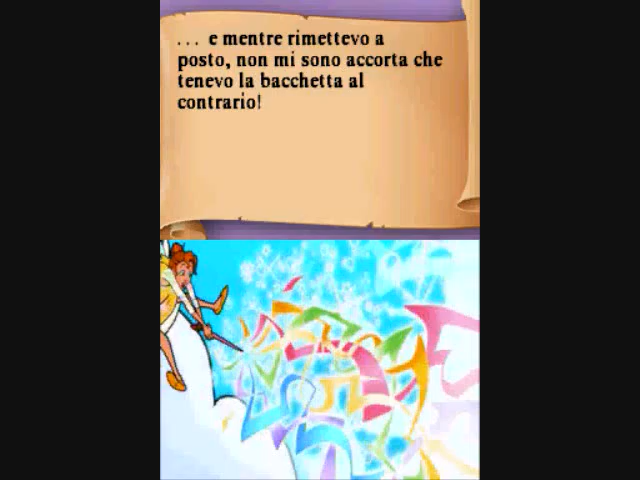 ... e mentre rimettevo a
posto, non mi sono accorta che
tenevo la bacchetta al
contrario!